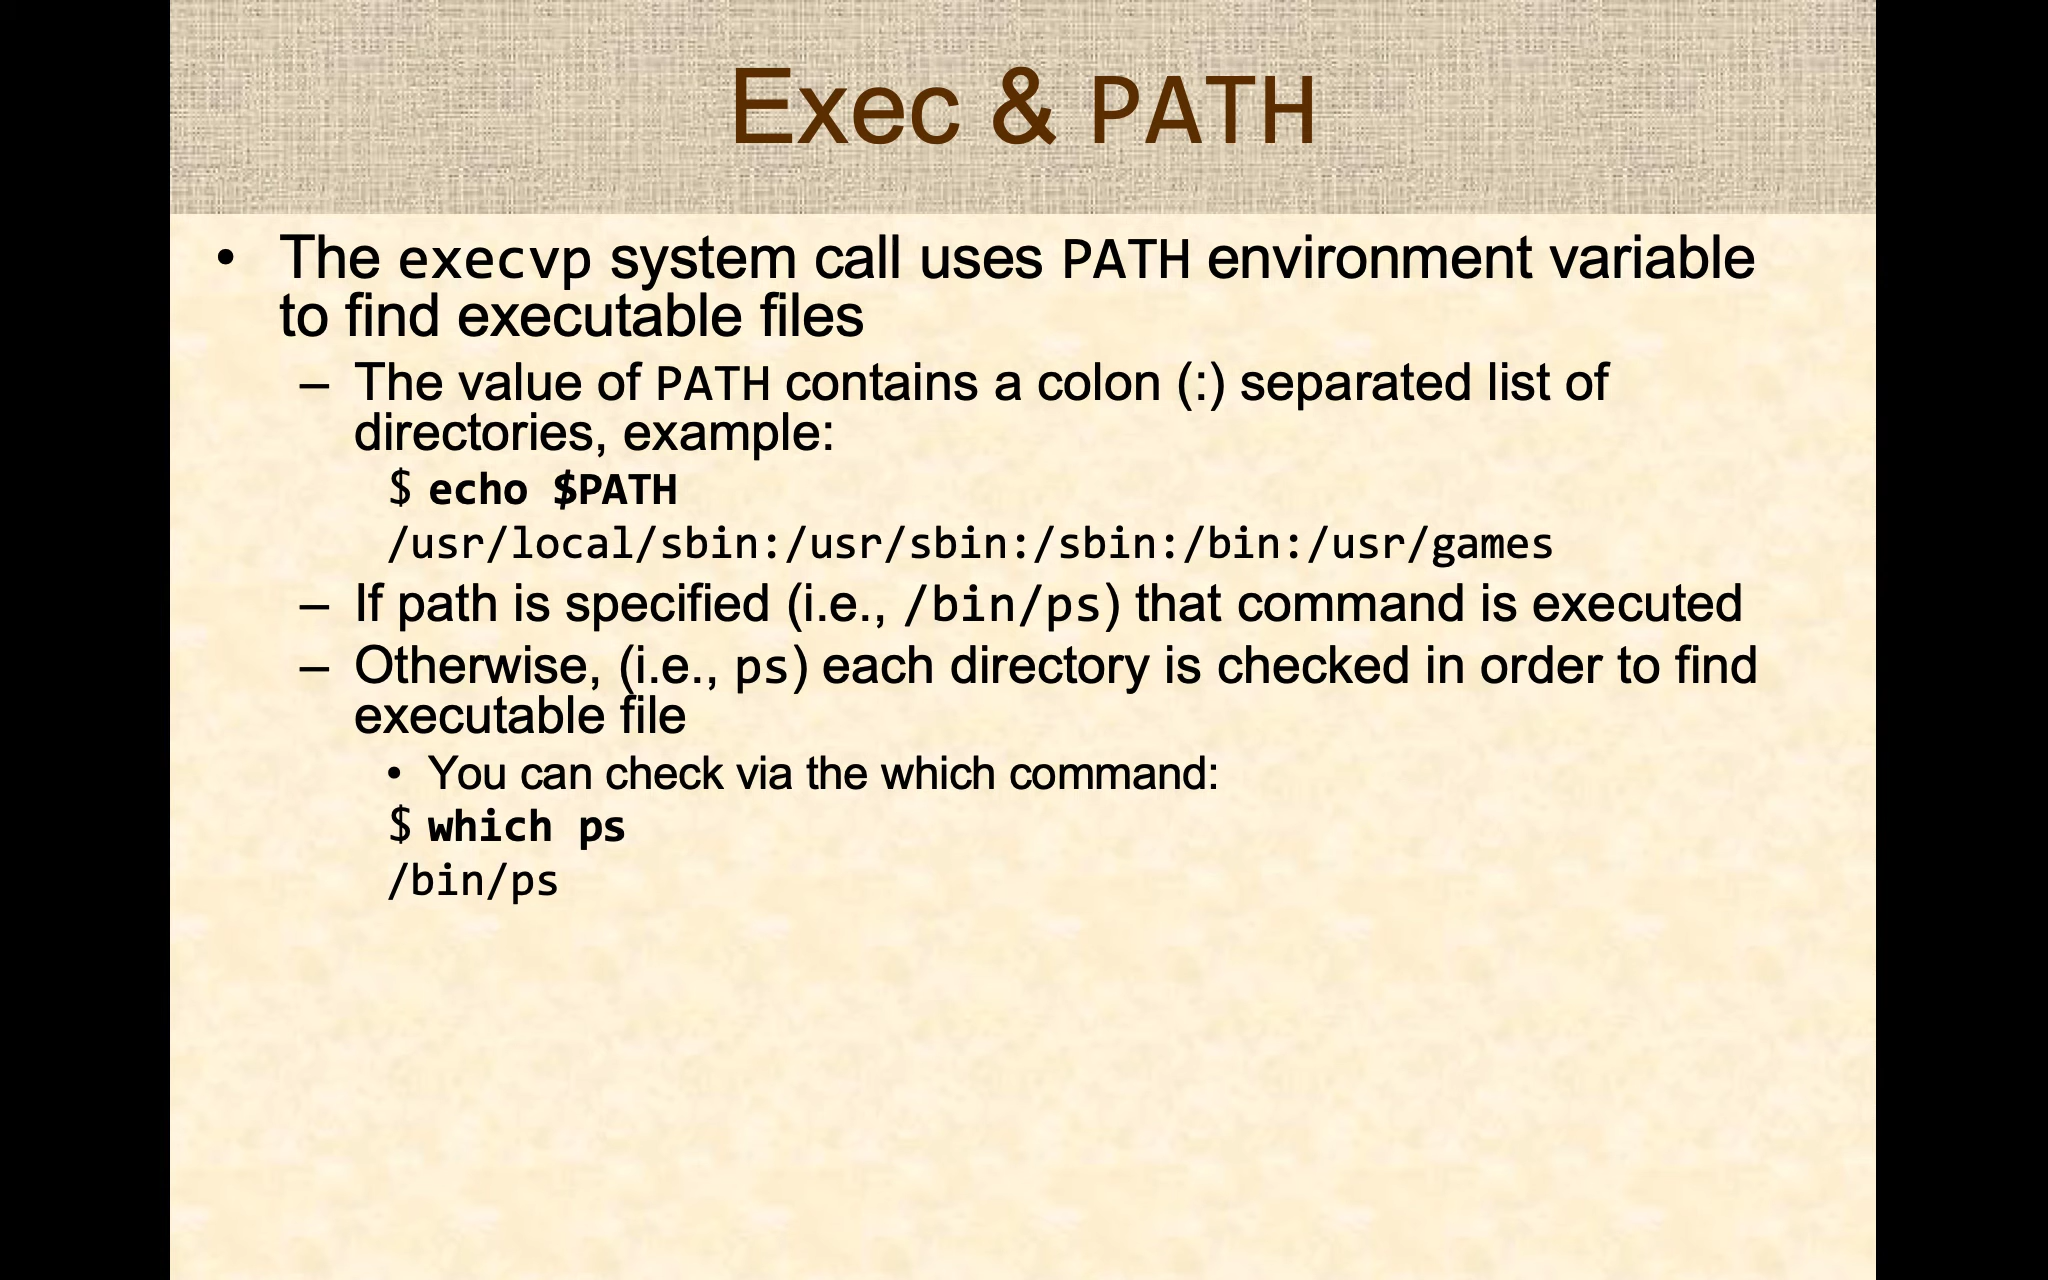 Exec & PATH
• The execvp system call uses PATH environment variable
to find executable files
– The value of PATH contains a colon (:) separated list of
directories, example:
$ echo $PATH
/usr/local/sbin:/usr/sbin:/sbin:/bin:/usr/games
– If path is specified (i.e., /bin/ps) that command is executed
– Otherwise, (i.e., ps) each directory is checked in order to find
executable file
• You can check via the which command:
$ which ps
/bin/ps